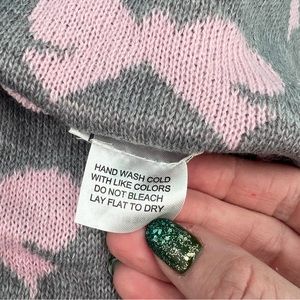 HAND WASH COLD
WITH LIKE COLORS
DO NOT BLEACH
LAY FLAT TO DRY